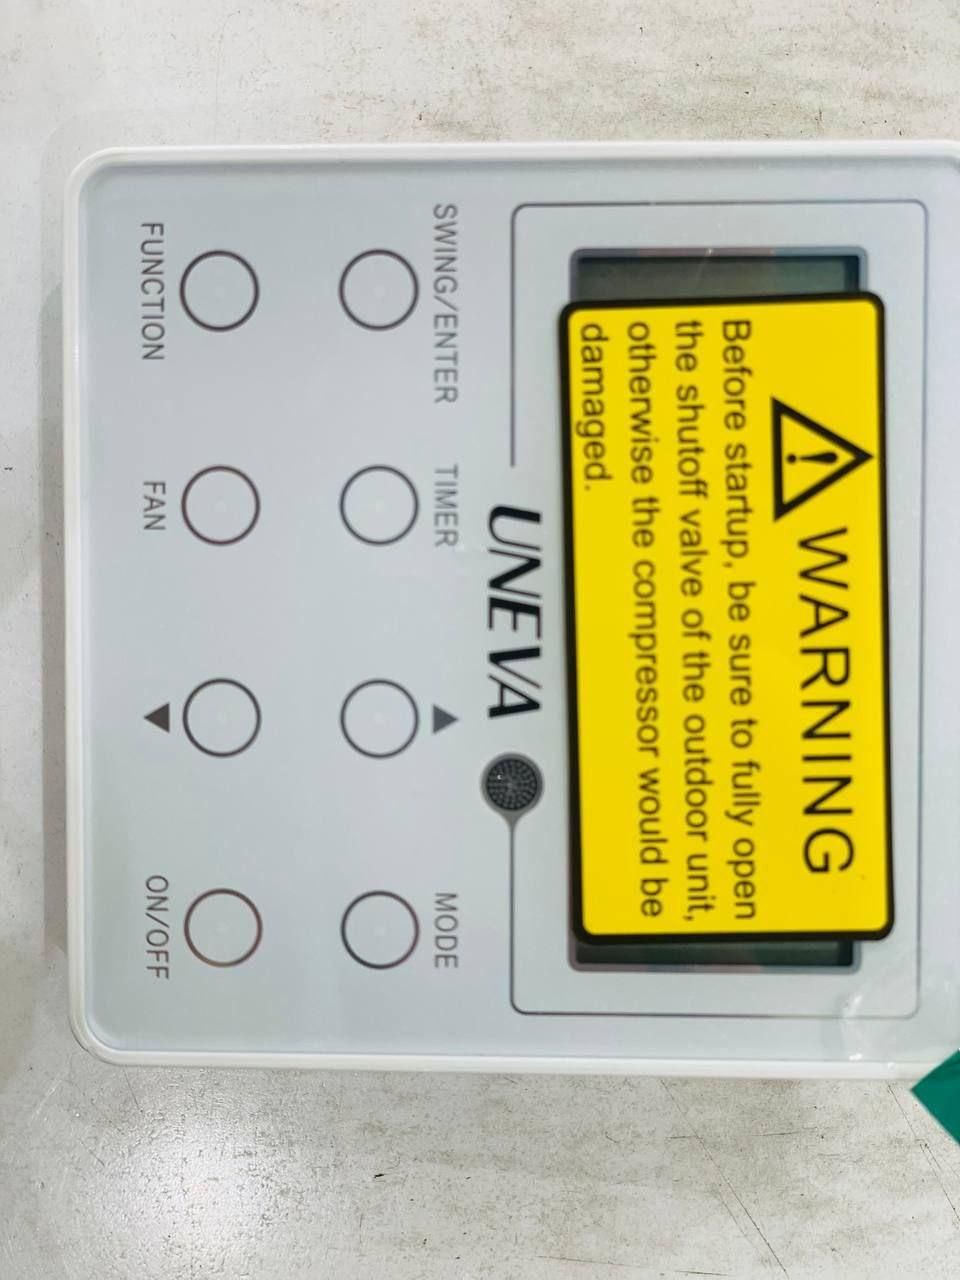 WARNING
Before startup, be sure to fully open
the shutoff valve of the outdoor unit,
otherwise the compressor would be
damaged.
UNEVA
SWING/ENTER TIMER ▲ MODE
FUNCTION FAN ▼ ON/OFF